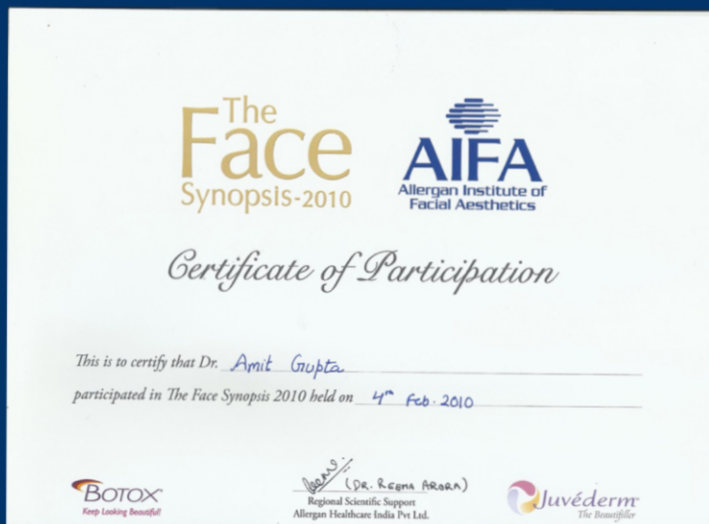 The
Face
Synopsis-2010
AIFA
Allergan Institute of
Facial Aesthetics
Certificate of Participation
This is to certify that Dr. Amit Gupta
participated in The Face Synopsis 2010 held on 4th Feb. 2010
(DR. REEMA ARORA)
Regional Scientific Support
Allergan Healthcare India Pvt Ltd.
BOTOX
Keep Looking Beautiful!
Juvéderm
The Beautifiller